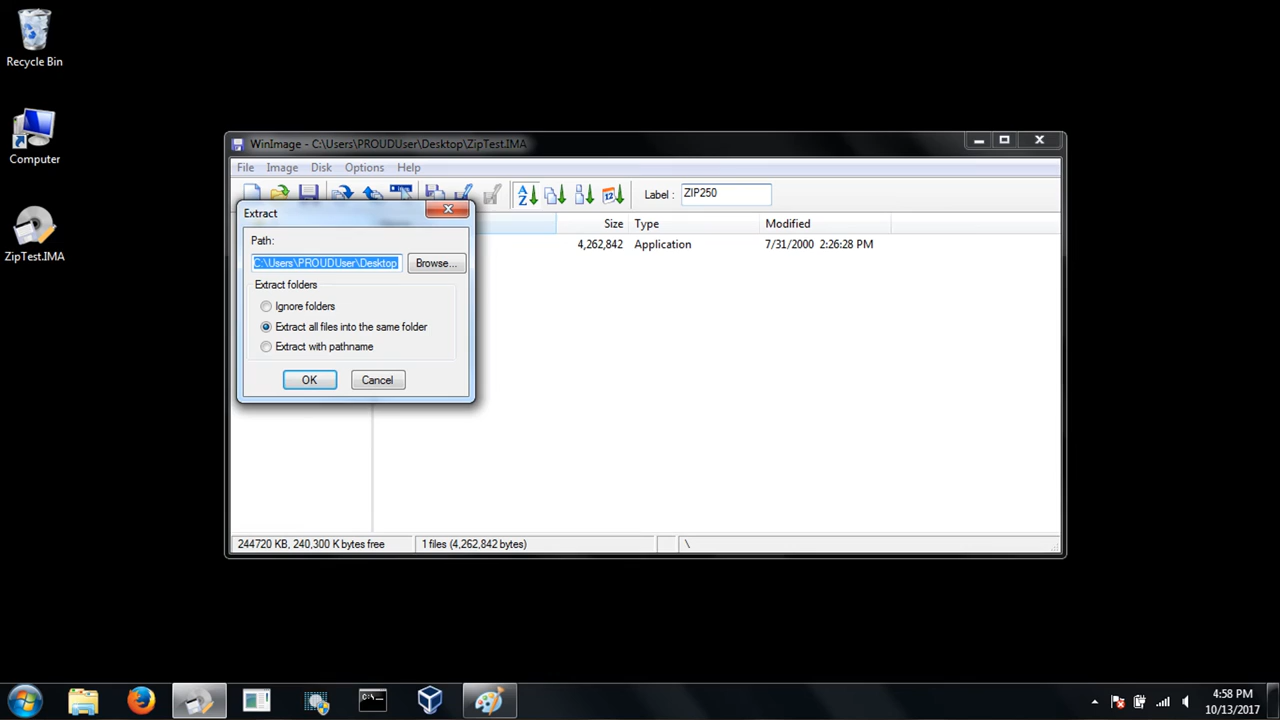 Recycle Bin
Computer
ZipTest.IMA
WinImage - C:\Users\PROUDUser\Desktop\ZipTest.IMA
File Image Disk Options Help
Label : ZIP250
Extract
Path:
C:\Users\PROUDUser\Desktop Browse...
Extract folders
Ignore folders
Extract all files into the same folder
Extract with pathname
OK Cancel
Size Type Modified
4,262,842 Application 7/31/2000 2:26:28 PM
244720 KB, 240,300 K bytes free 1 files (4,262,842 bytes) \
4:58 PM
10/13/2017